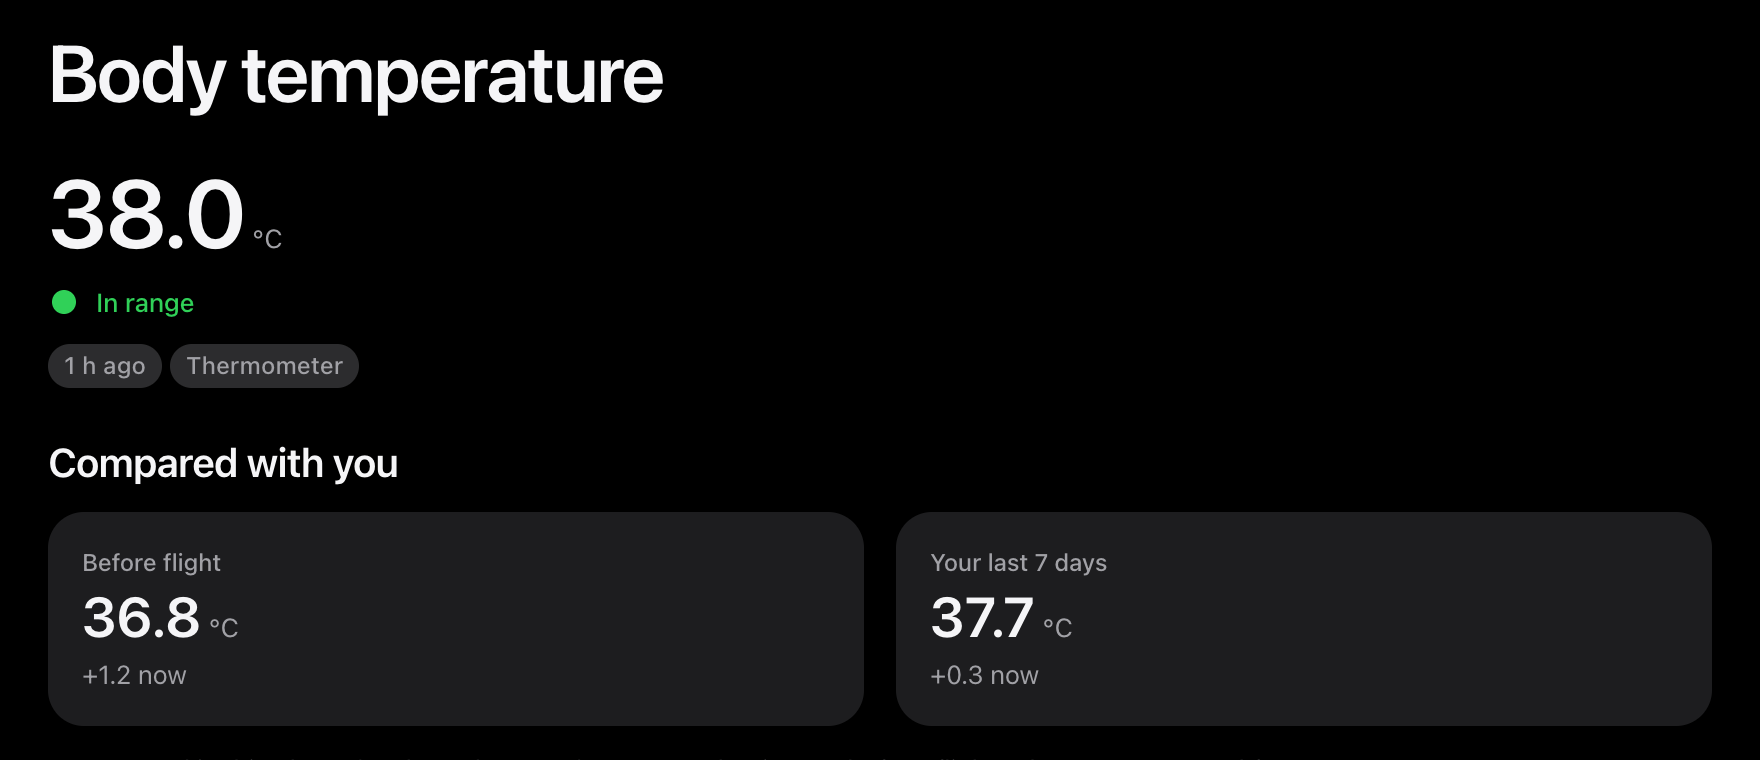 Body temperature
38.0 °C
In range
1 h ago Thermometer
Compared with you
Before flight
36.8 °C
+1.2 now
Your last 7 days
37.7 °C
+0.3 now